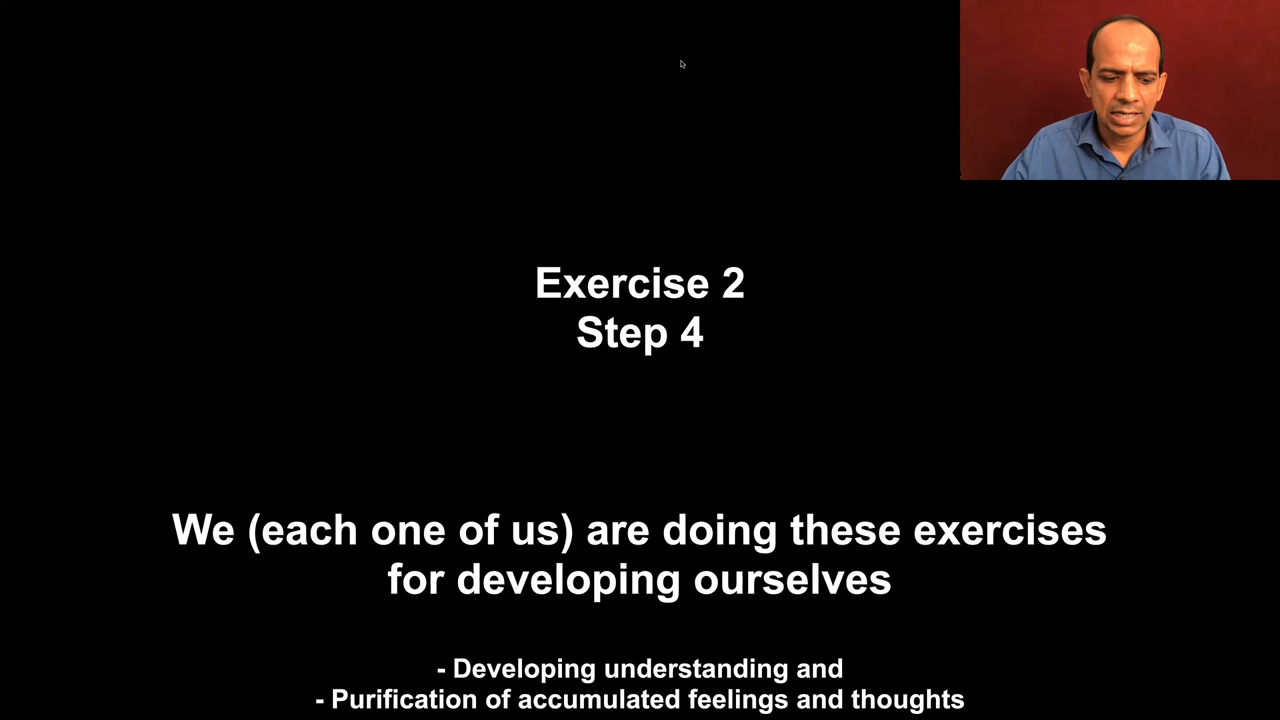 Exercise 2
Step 4
We (each one of us) are doing these exercises
for developing ourselves
- Developing understanding and
- Purification of accumulated feelings and thoughts